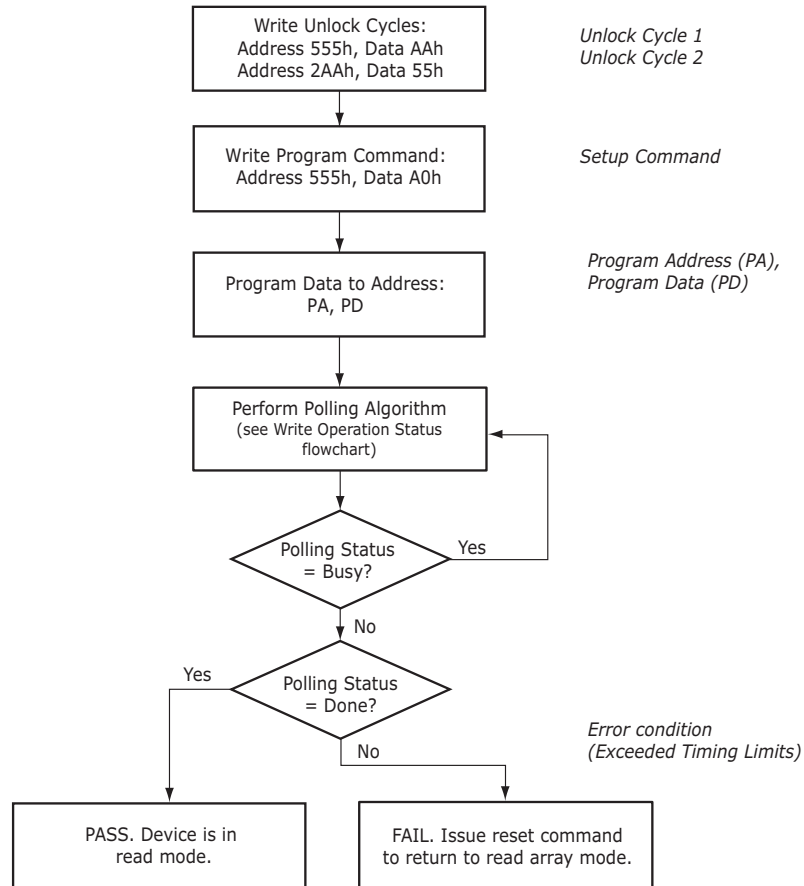 Write Unlock Cycles:
Address 555h, Data AAh
Address 2AAh, Data 55h
Unlock Cycle 1
Unlock Cycle 2
Write Program Command:
Address 555h, Data A0h
Setup Command
Program Data to Address:
PA, PD
Program Address (PA),
Program Data (PD)
Perform Polling Algorithm
(see Write Operation Status
flowchart)
Polling Status
= Busy?
Yes
No
Polling Status
= Done?
Yes
No
Error condition
(Exceeded Timing Limits)
PASS. Device is in
read mode.
FAIL. Issue reset command
to return to read array mode.